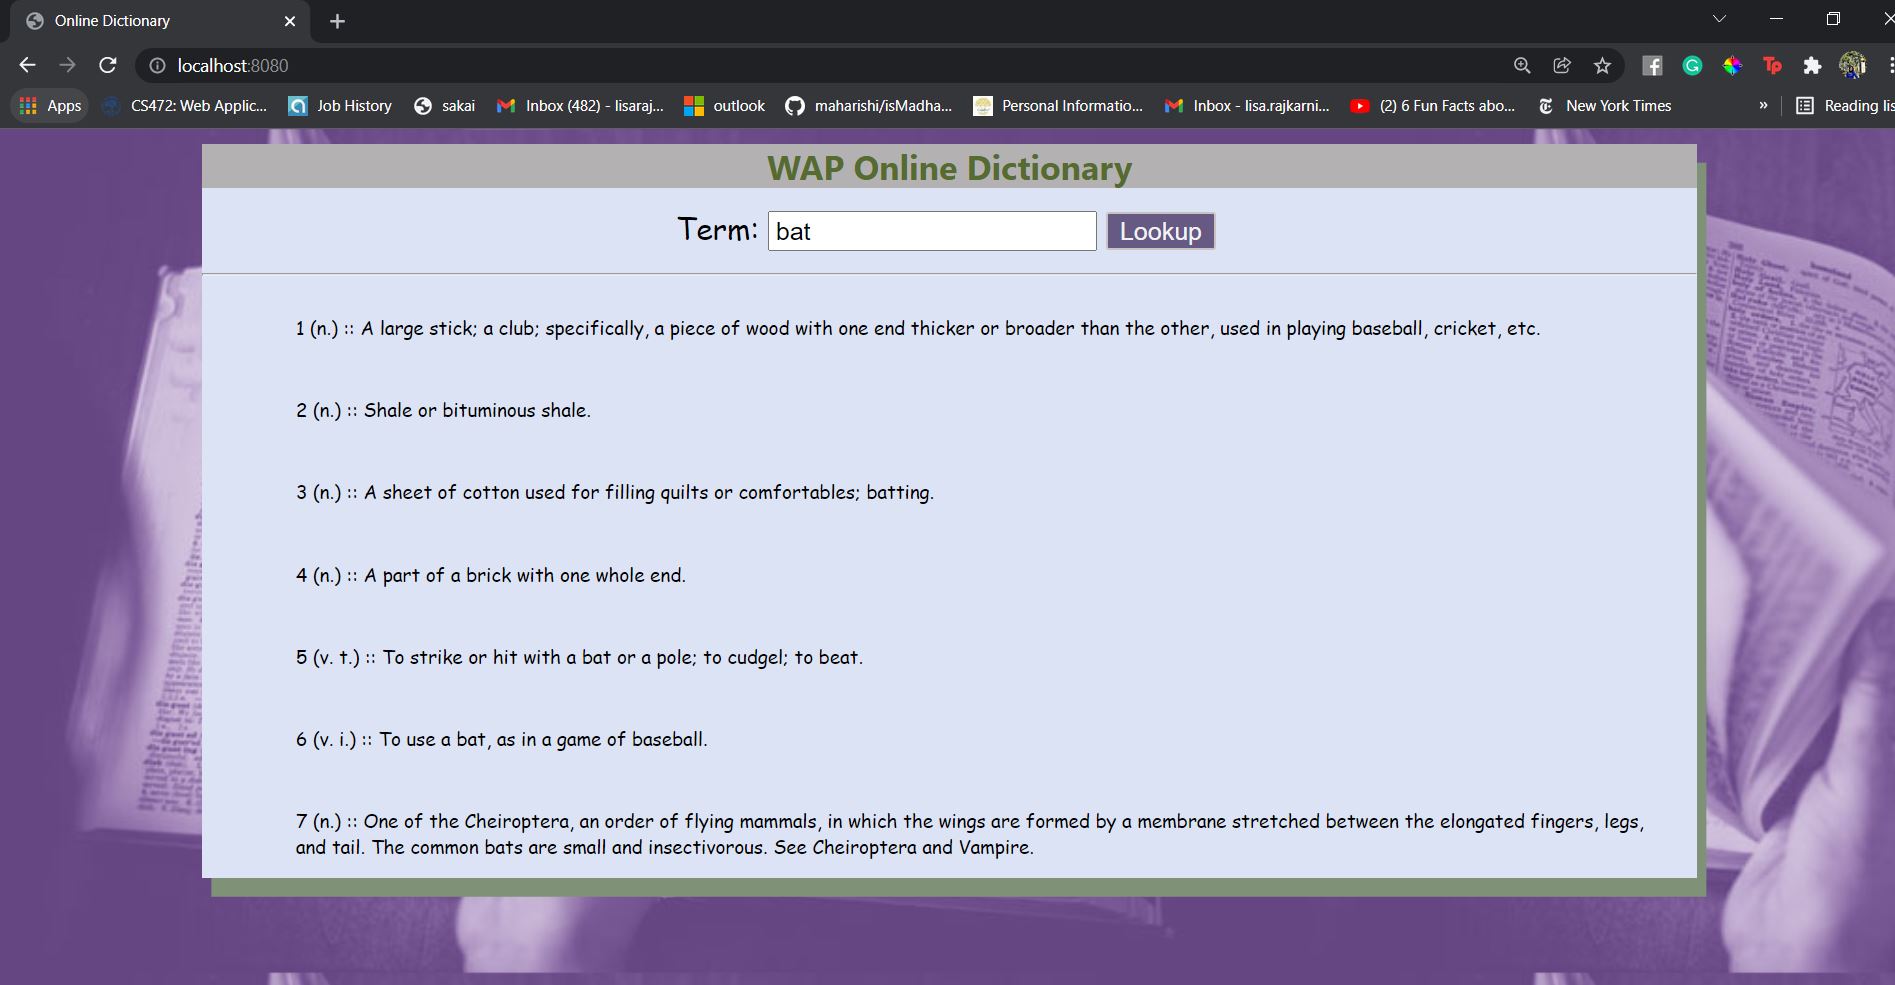 Online Dictionary
localhost:8080
Apps CS472: Web Applic... Job History sakai Inbox (482) - lisaraj... outlook maharishi/isMadha... Personal Informatio... Inbox - lisa.rajkarni... (2) 6 Fun Facts abo... New York Times » Reading lis
WAP Online Dictionary
Term: bat Lookup
1 (n.) :: A large stick; a club; specifically, a piece of wood with one end thicker or broader than the other, used in playing baseball, cricket, etc.
2 (n.) :: Shale or bituminous shale.
3 (n.) :: A sheet of cotton used for filling quilts or comfortables; batting.
4 (n.) :: A part of a brick with one whole end.
5 (v. t.) :: To strike or hit with a bat or a pole; to cudgel; to beat.
6 (v. i.) :: To use a bat, as in a game of baseball.
7 (n.) :: One of the Cheiroptera, an order of flying mammals, in which the wings are formed by a membrane stretched between the elongated fingers, legs,
and tail. The common bats are small and insectivorous. See Cheiroptera and Vampire.